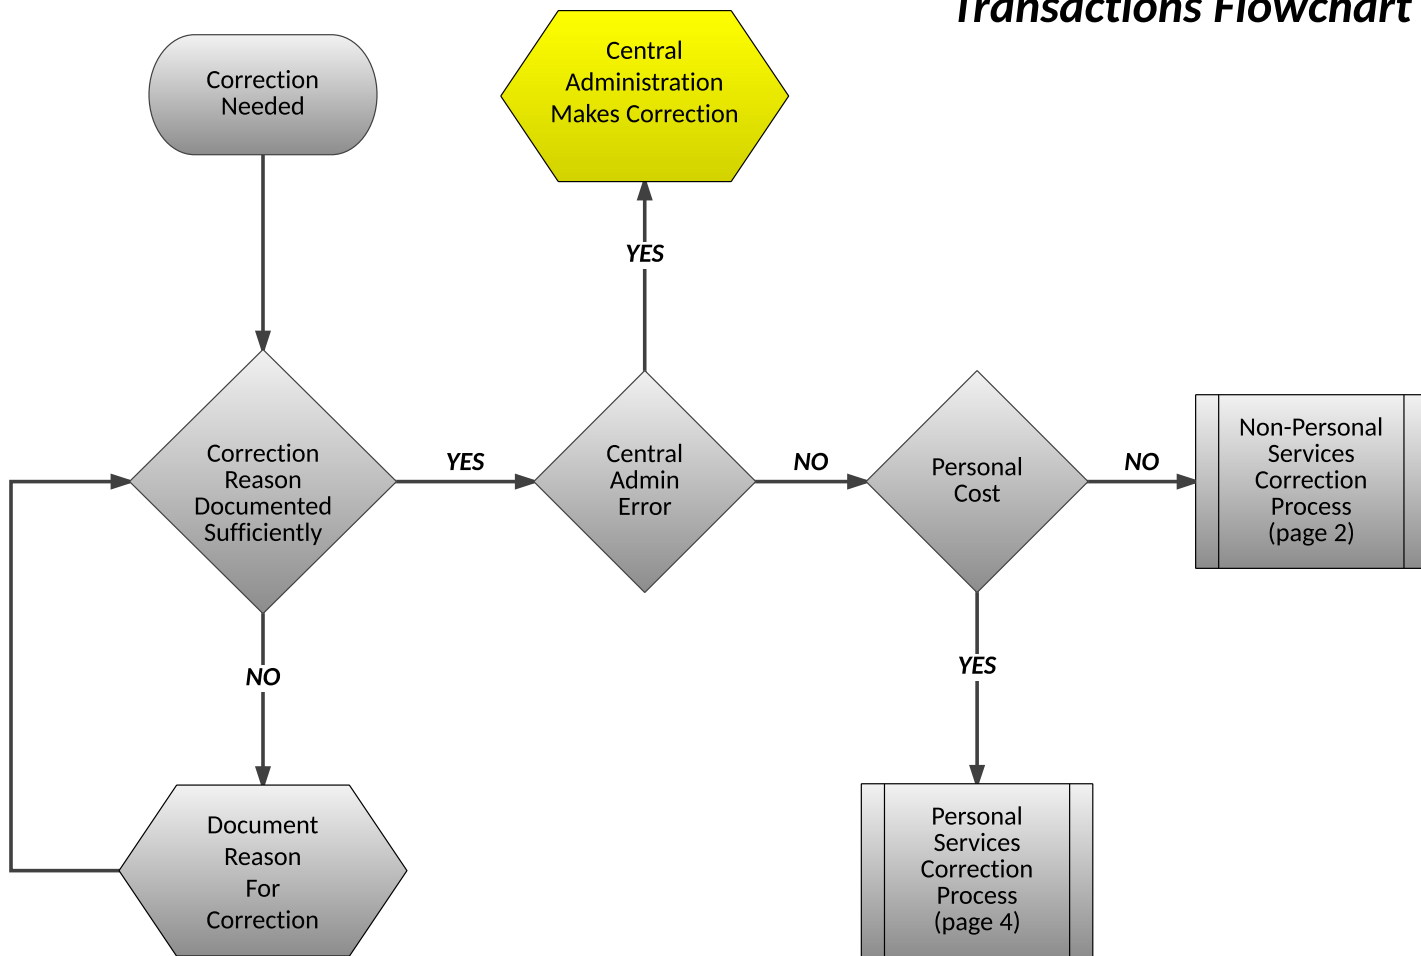 Transactions Flowchart
Correction
Needed
Central
Administration
Makes Correction
YES
Correction
Reason
Documented
Sufficiently
YES
Central
Admin
Error
NO
Personal
Cost
NO
Non-Personal
Services
Correction
Process
(page 2)
NO
YES
Document
Reason
For
Correction
Personal
Services
Correction
Process
(page 4)